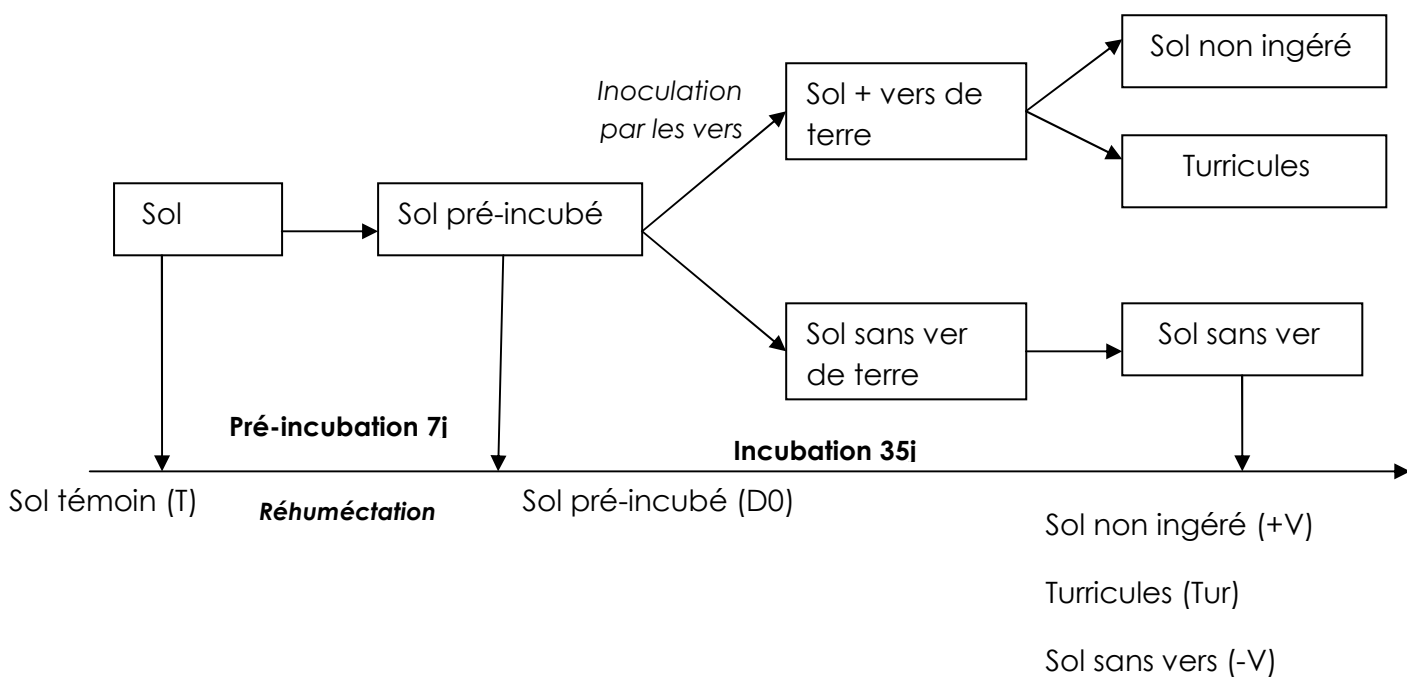 Sol non ingéré
Inoculation
par les vers
Sol + vers de
terre
Turricules
Sol
Sol pré-incubé
Sol sans ver
de terre
Sol sans ver
Pré-incubation 7j
Incubation 35j
Sol témoin (T)
Réhuméctation
Sol pré-incubé (D0)
Sol non ingéré (+V)
Turricules (Tur)
Sol sans vers (-V)